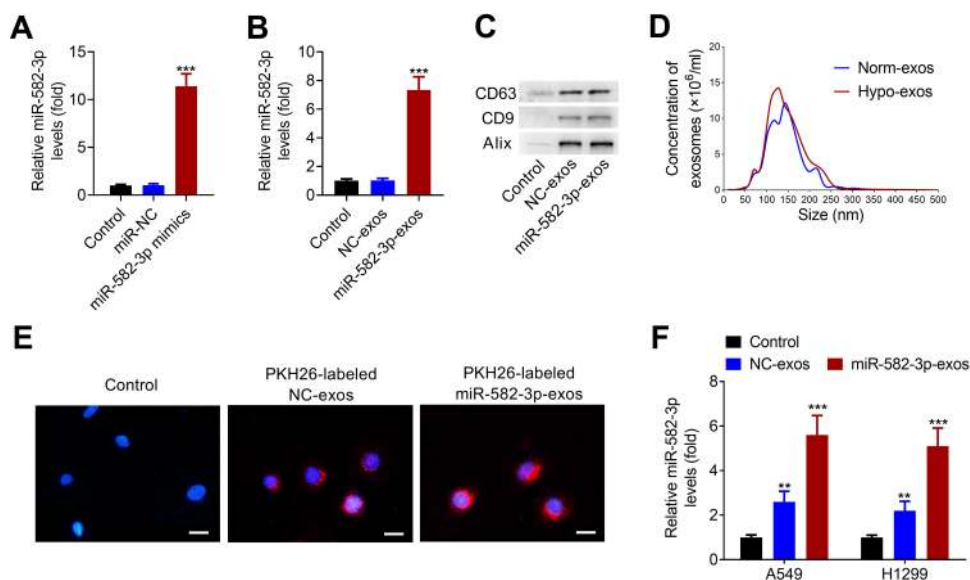 A
Relative miR-582-3p
levels (fold)
15
10
5
0
***
Control
miR-NC
miR-582-3p mimics
B
Relative miR-582-3p
levels (fold)
10
8
6
4
2
0
***
Control
NC-exos
miR-582-3p-exos
C
CD63
CD9
Alix
Control
NC-exos
miR-582-3p-exos
D
Concentration of
exosomes (×10⁶/ml)
20
15
10
5
0
Norm-exos
Hypo-exos
0 50 100 150 200 250 300 350 400 450 500
Size (nm)
E
Control
PKH26-labeled
NC-exos
PKH26-labeled
miR-582-3p-exos
F
Control
NC-exos miR-582-3p-exos
Relative miR-582-3p
levels (fold)
8
6
4
2
0
** *** ** ***
A549 H1299